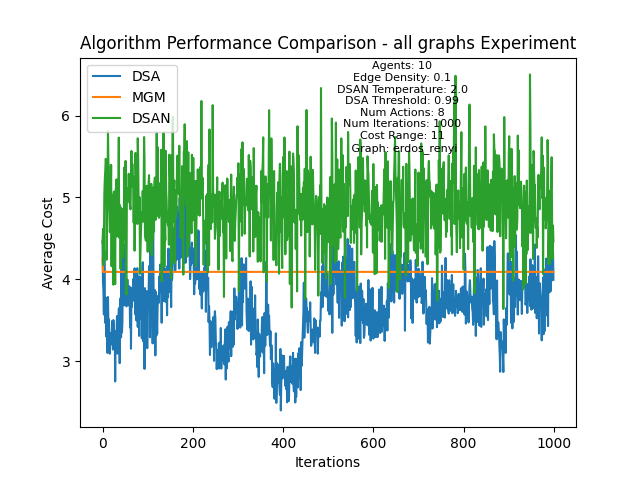 Algorithm Performance Comparison - all graphs Experiment
DSA
MGM
DSAN
Agents: 10
Edge Density: 0.1
DSAN Temperature: 2.0
DSA Threshold: 0.99
Num Actions: 8
Num Iterations: 1000
Cost Range: 11
Graph: erdos_renyi
Average Cost
6
5
4
3
0 200 400 600 800 1000
Iterations